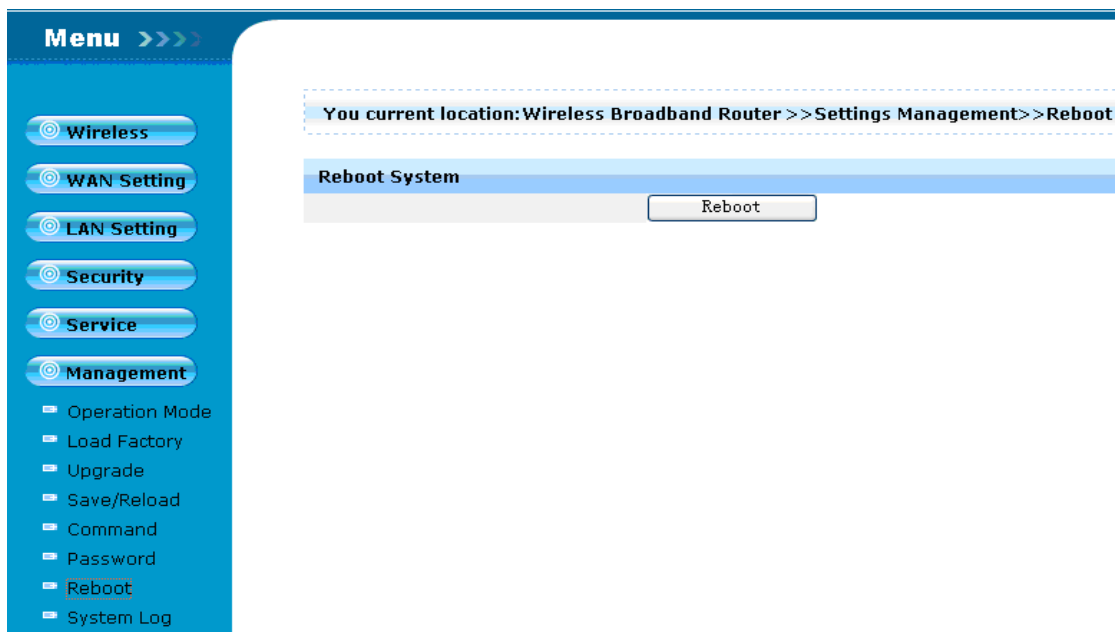 Menu >>>>
You current location:Wireless Broadband Router >>Settings Management>>Reboot
Wireless
WAN Setting
LAN Setting
Security
Service
Management
Operation Mode
Load Factory
Upgrade
Save/Reload
Command
Password
Reboot
System Log
Reboot System
Reboot